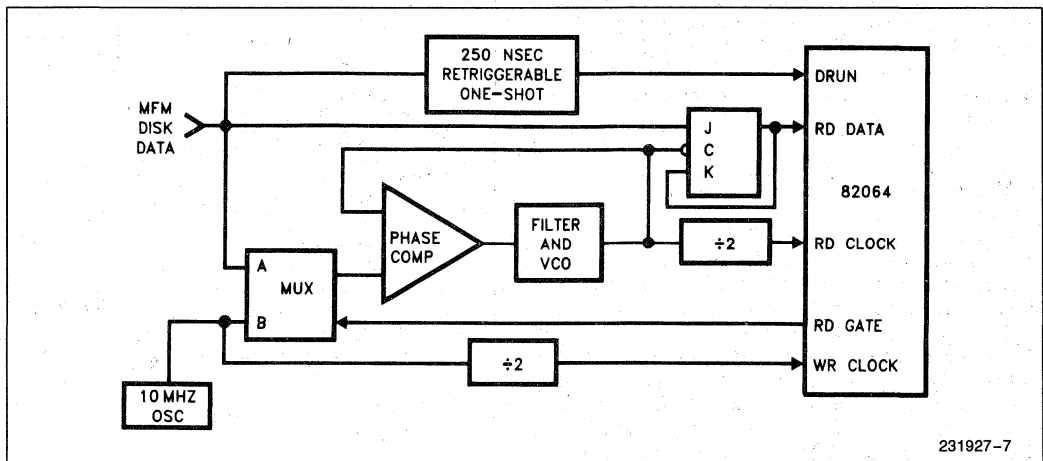 250 NSEC
RETRIGGERABLE
ONE-SHOT
DRUN
MFM
DISK
DATA
J
C
K
RD DATA
82064
PHASE
COMP
FILTER
AND
VCO
÷2
RD CLOCK
A
MUX
B
RD GATE
÷2
WR CLOCK
10 MHZ
OSC
231927-7